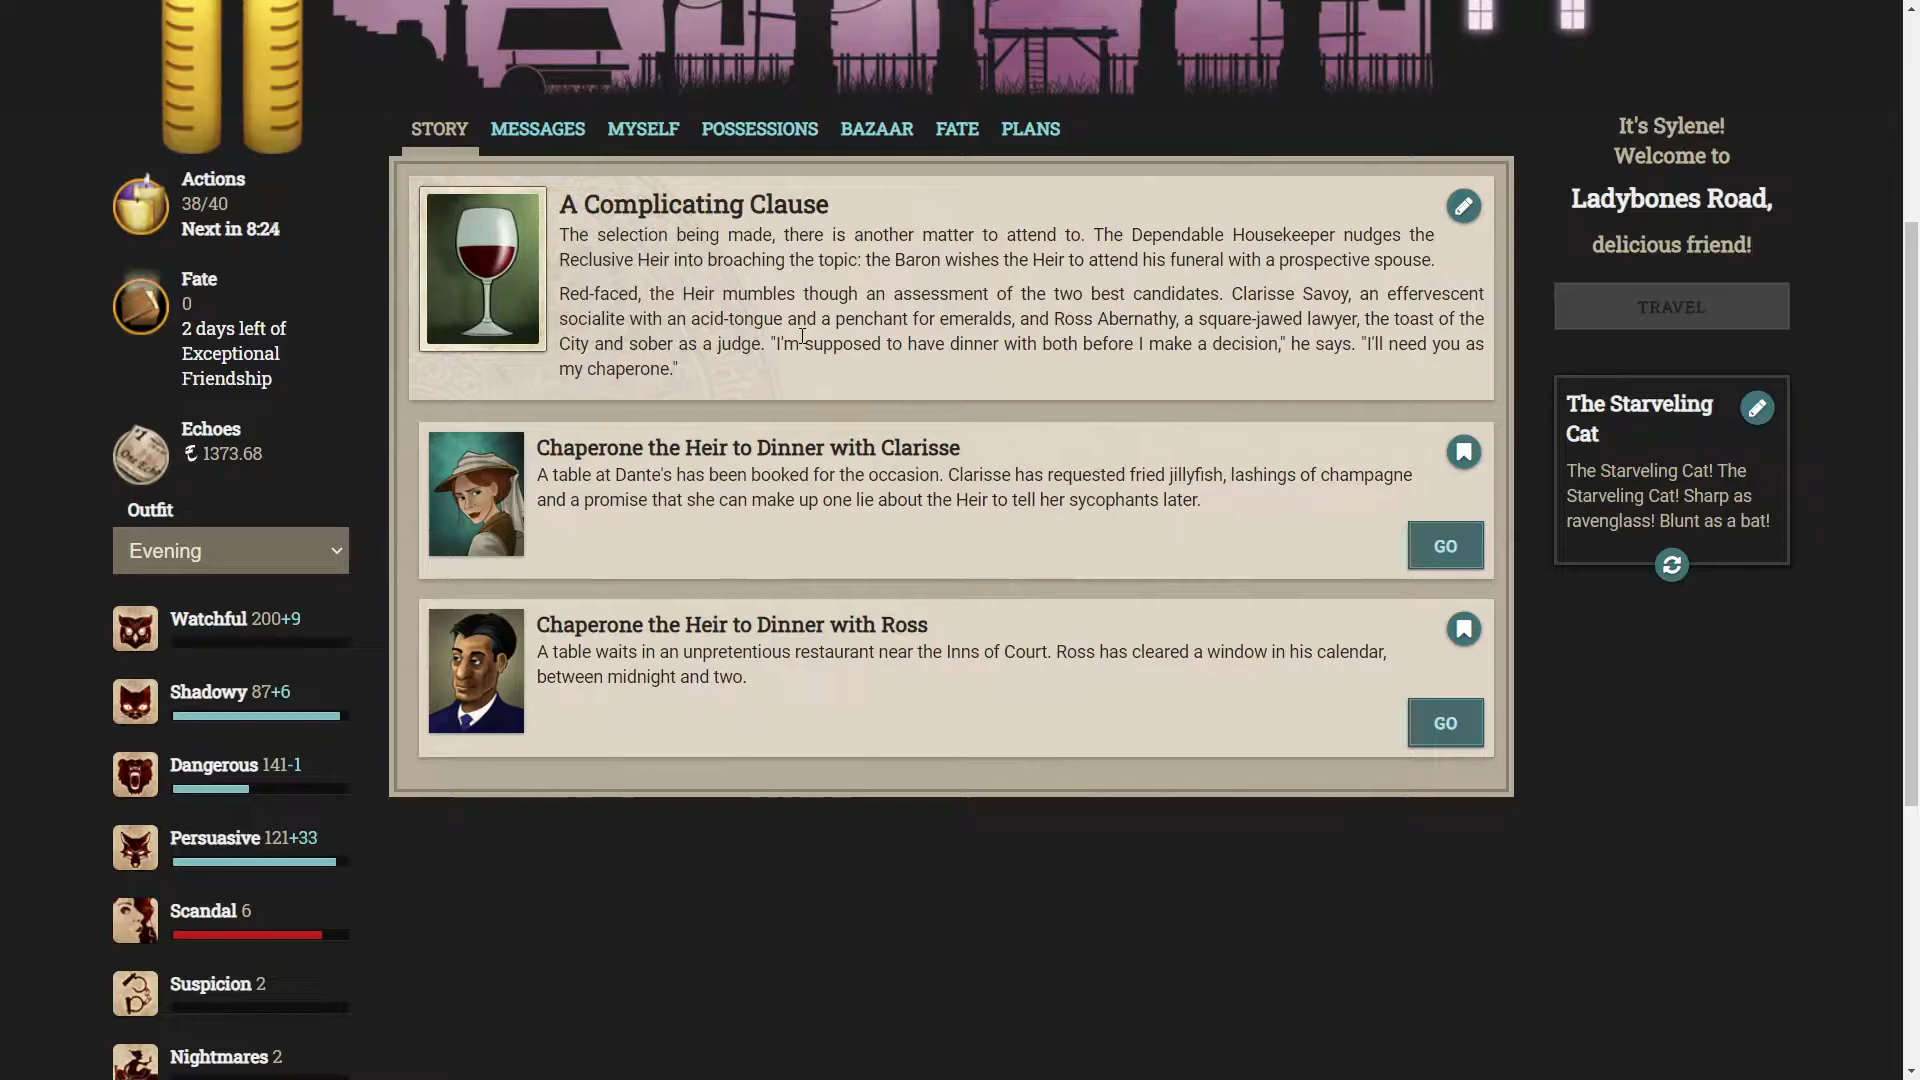 STORY MESSAGES MYSELF POSSESSIONS BAZAAR FATE PLANS
Actions
38/40
Next in 8:24
Fate
0
2 days left of
Exceptional
Friendship
Echoes
1373.68
Outfit
Evening
Watchful 200+9
Shadowy 87+6
Dangerous 141-1
Persuasive 121+33
Scandal 6
Suspicion 2
Nightmares 2
A Complicating Clause
The selection being made, there is another matter to attend to. The Dependable Housekeeper nudges the
Reclusive Heir into broaching the topic: the Baron wishes the Heir to attend his funeral with a prospective spouse.
Red-faced, the Heir mumbles though an assessment of the two best candidates. Clarisse Savoy, an effervescent
socialite with an acid-tongue and a penchant for emeralds, and Ross Abernathy, a square-jawed lawyer, the toast of the
City and sober as a judge. "I'm supposed to have dinner with both before I make a decision," he says. "I'll need you as
my chaperone."
Chaperone the Heir to Dinner with Clarisse
A table at Dante's has been booked for the occasion. Clarisse has requested fried jillyfish, lashings of champagne
and a promise that she can make up one lie about the Heir to tell her sycophants later.
GO
Chaperone the Heir to Dinner with Ross
A table waits in an unpretentious restaurant near the Inns of Court. Ross has cleared a window in his calendar,
between midnight and two.
GO
It's Sylene!
Welcome to
Ladybones Road,
delicious friend!
TRAVEL
The Starveling
Cat
The Starveling Cat! The
Starveling Cat! Sharp as
ravenglass! Blunt as a bat!